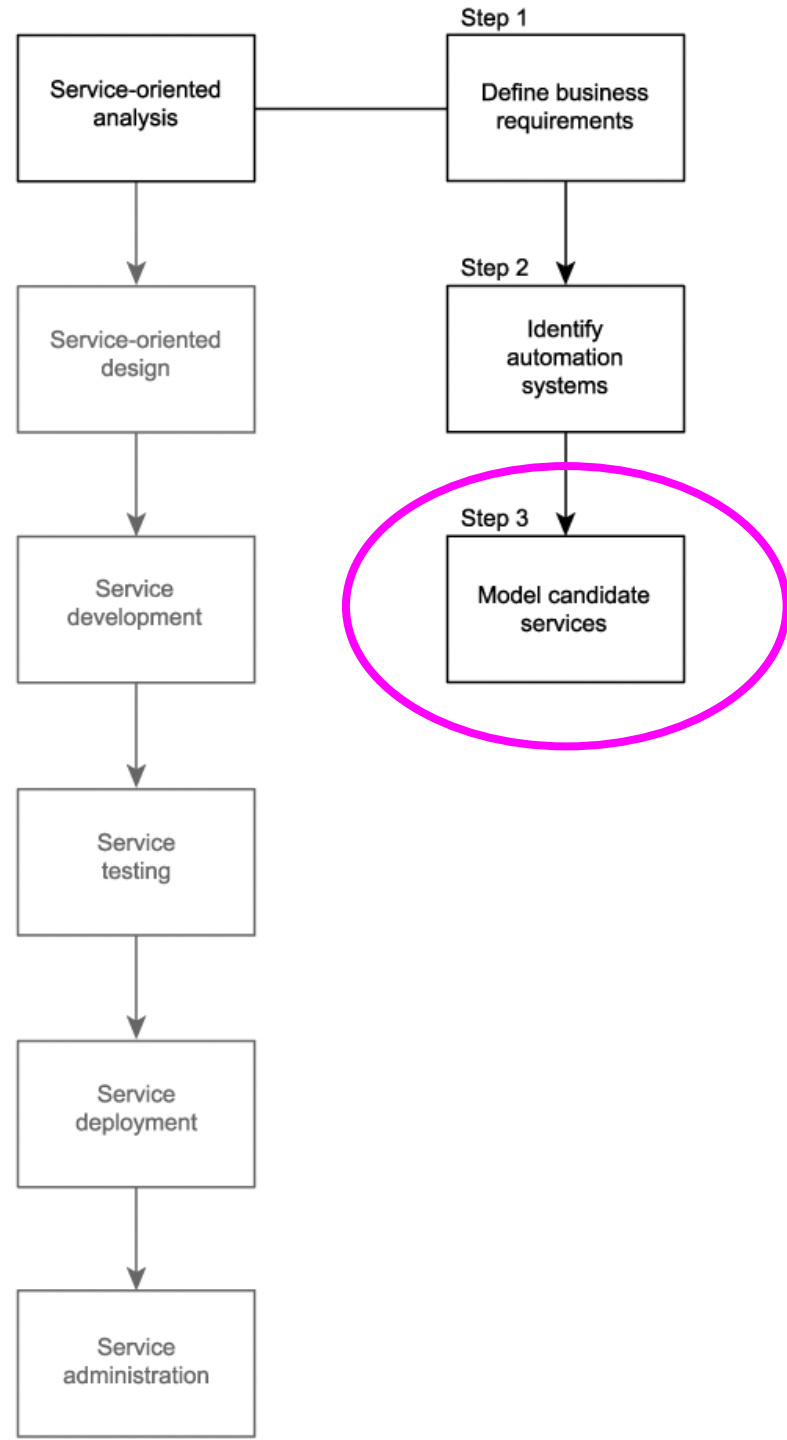 Service-oriented
analysis
Step 1
Define business
requirements
Service-oriented
design
Step 2
Identify
automation
systems
Service
development
Step 3
Model candidate
services
Service
testing
Service
deployment
Service
administration